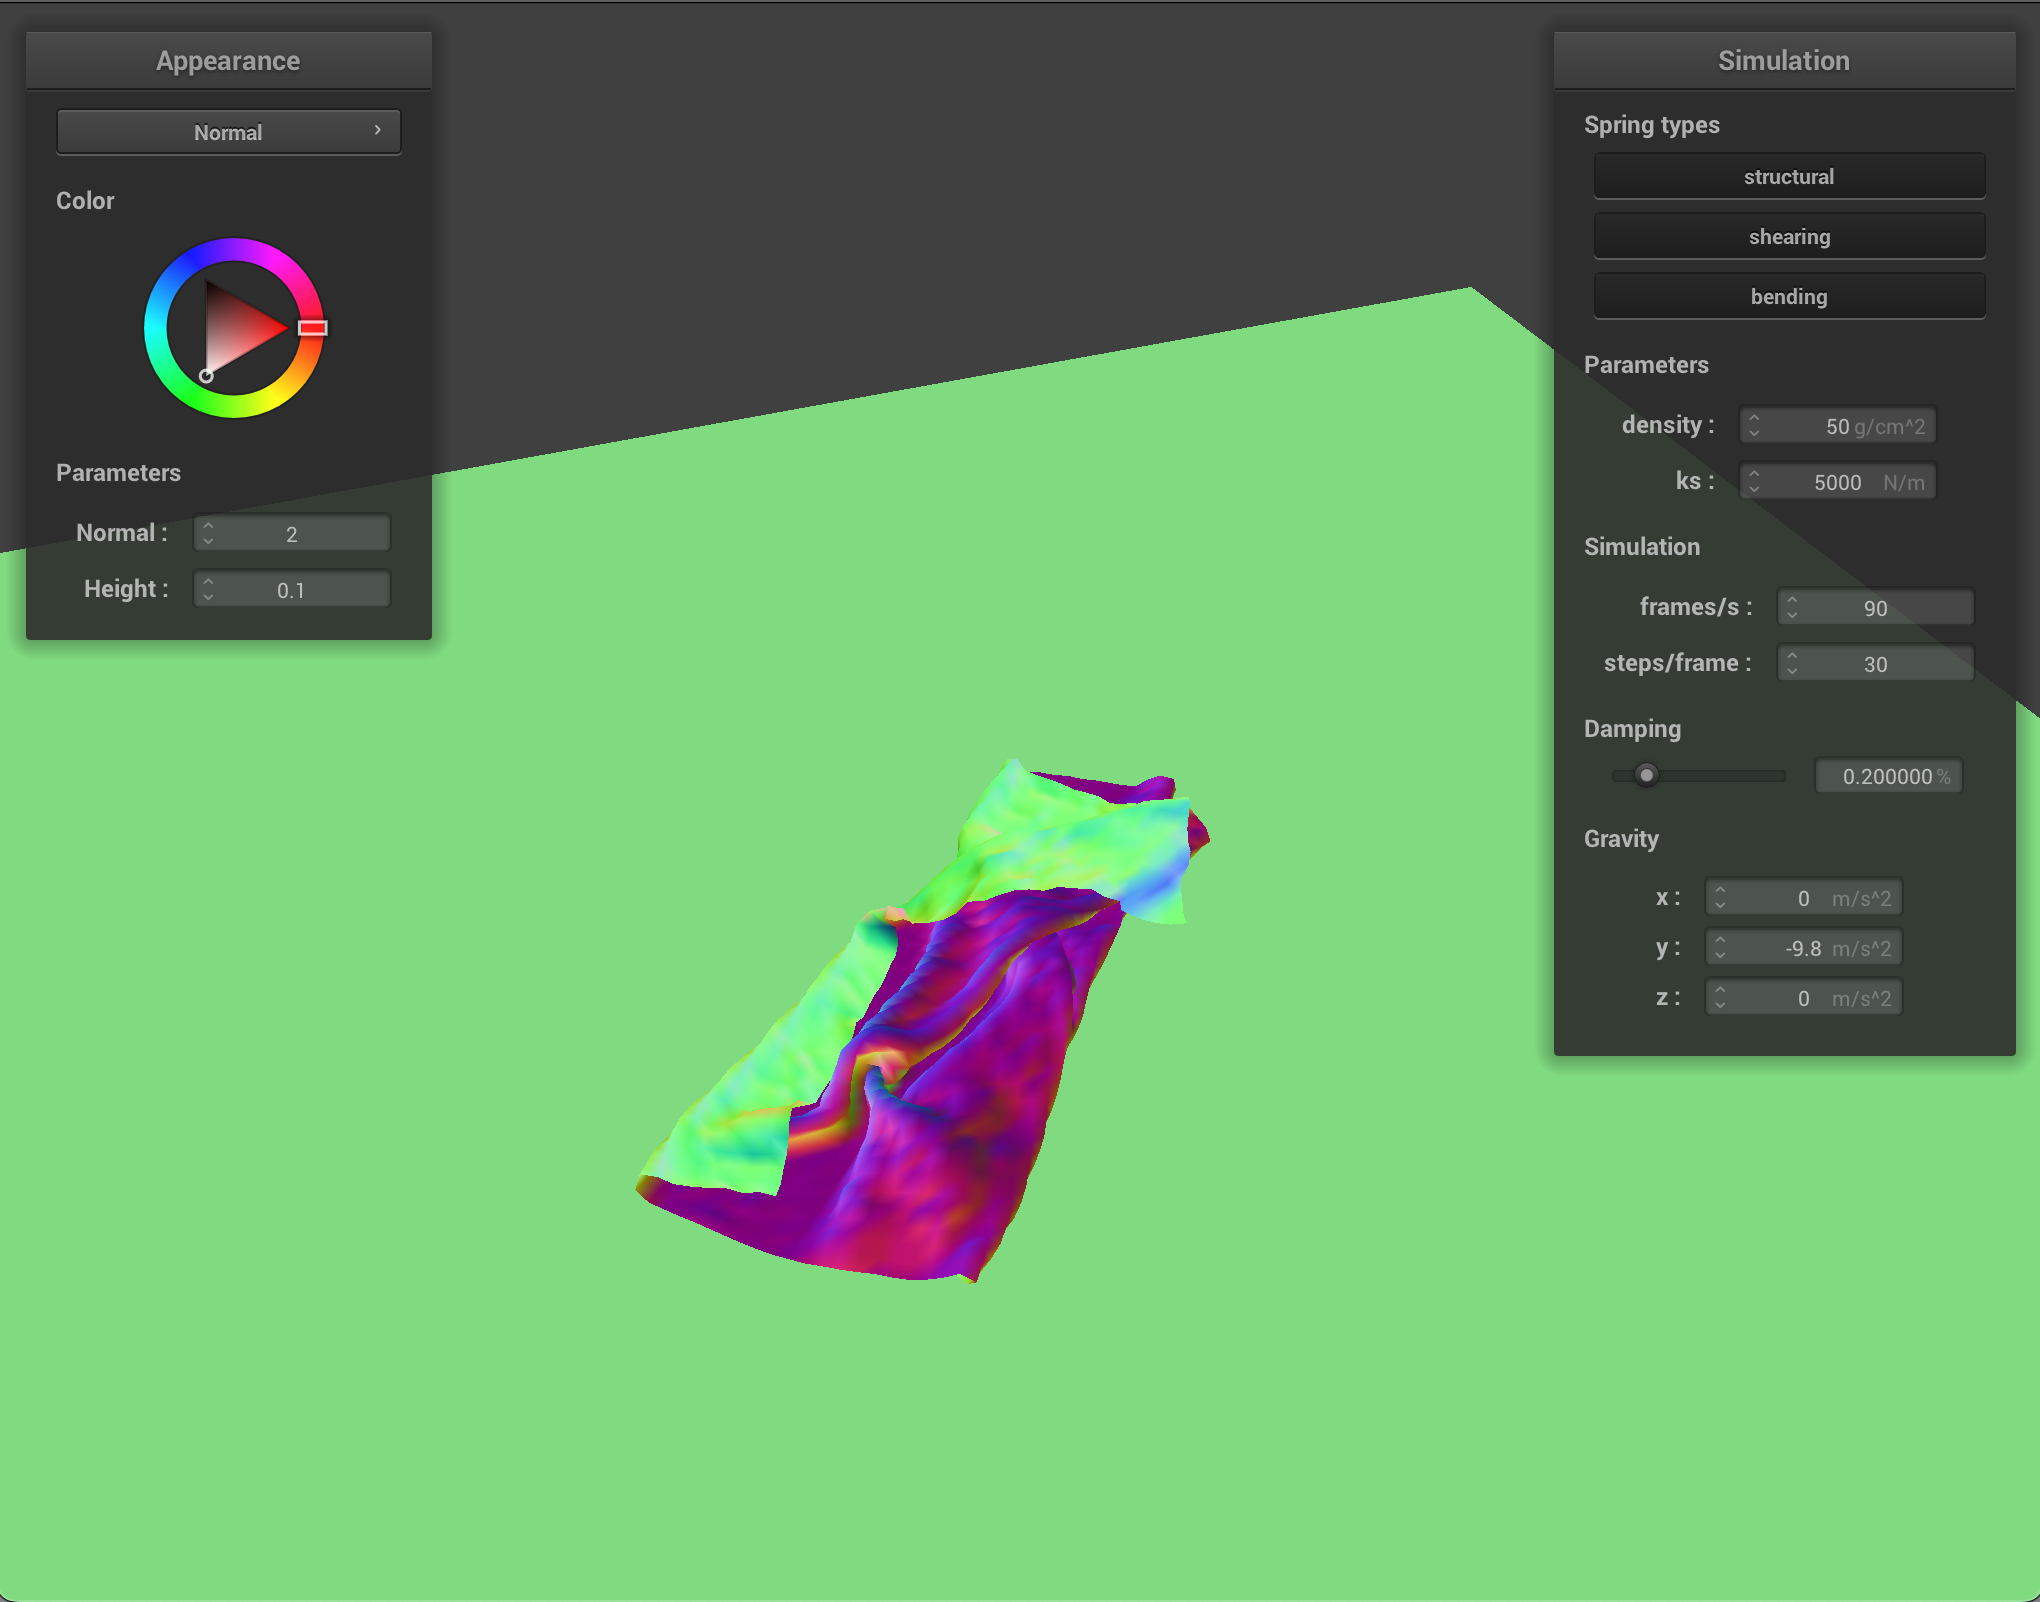 Appearance
Normal
Color
Parameters
Normal : 2
Height : 0.1
Simulation
Spring types
structural
shearing
bending
Parameters
density : 50 g/cm^2
ks : 5000 N/m
Simulation
frames/s : 90
steps/frame : 30
Damping
0.200000 %
Gravity
x : 0 m/s^2
y : -9.8 m/s^2
z : 0 m/s^2